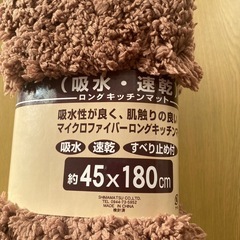 (吸水・速乾)
ロングキッチンマット
吸水性が良く、肌触りの良い
マイクロファイバーロングキッチンマ
吸水 速乾 すべり止め付
約45×180cm
SHIMAMATSU CO.,LTD.
MADE IN CHINA